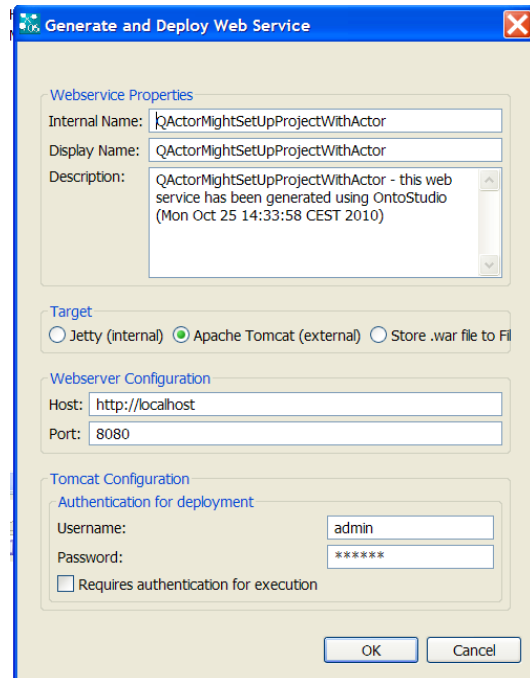 Generate and Deploy Web Service
Webservice Properties
Internal Name: QActorMightSetUpProjectWithActor
Display Name: QActorMightSetUpProjectWithActor
Description: QActorMightSetUpProjectWithActor - this web
service has been generated using OntoStudio
(Mon Oct 25 14:33:58 CEST 2010)
Target
Jetty (internal) Apache Tomcat (external) Store .war file to Fil
Webserver Configuration
Host: http://localhost
Port: 8080
Tomcat Configuration
Authentication for deployment
Username: admin
Password: ******
Requires authentication for execution
OK Cancel